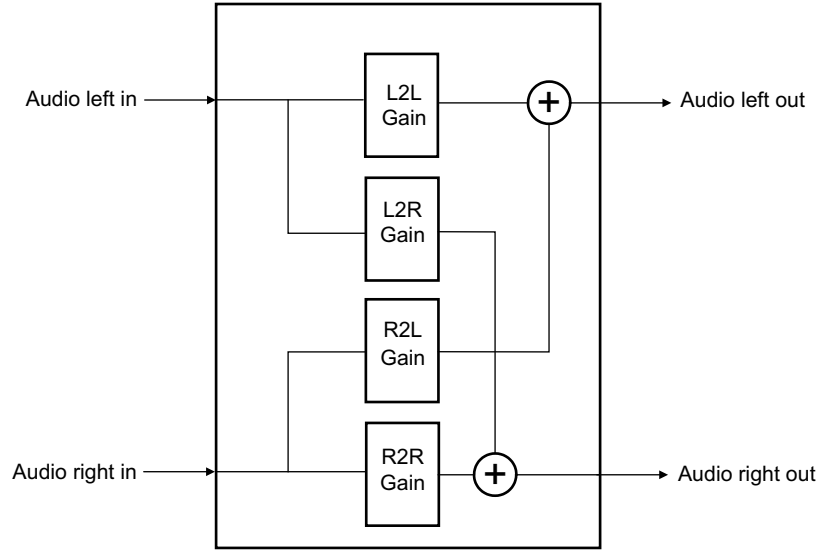 L2L
Gain
Audio left in
+
Audio left out
L2R
Gain
R2L
Gain
R2R
Gain
Audio right in
+
Audio right out